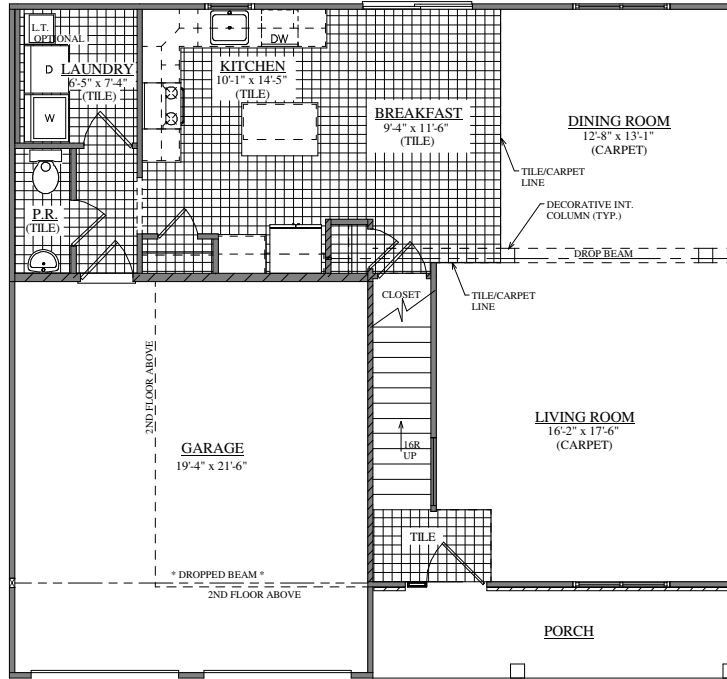 L.T.
OPTIONAL
D
LAUNDRY
6'-5" x 7'-4"
(TILE)
W
P.R.
(TILE)
DW
KITCHEN
10'-1" x 14'-5"
(TILE)
BREAKFAST
9'-4" x 11'-6"
(TILE)
DINING ROOM
12'-8" x 13'-1"
(CARPET)
TILE/CARPET
LINE
DECORATIVE INT.
COLUMN (TYP.)
DROP BEAM
TILE/CARPET
LINE
CLOSET
2ND FLOOR ABOVE
GARAGE
19'-4" x 21'-6"
16R
UP
LIVING ROOM
16'-2" x 17'-6"
(CARPET)
TILE
* DROPPED BEAM *
2ND FLOOR ABOVE
PORCH